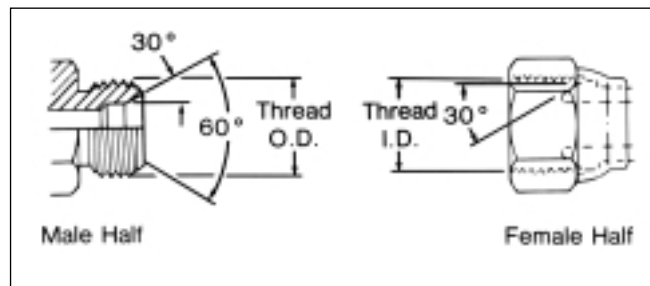 30°
60°
Thread
O.D.
Male Half
Thread
I.D.
30°
Female Half